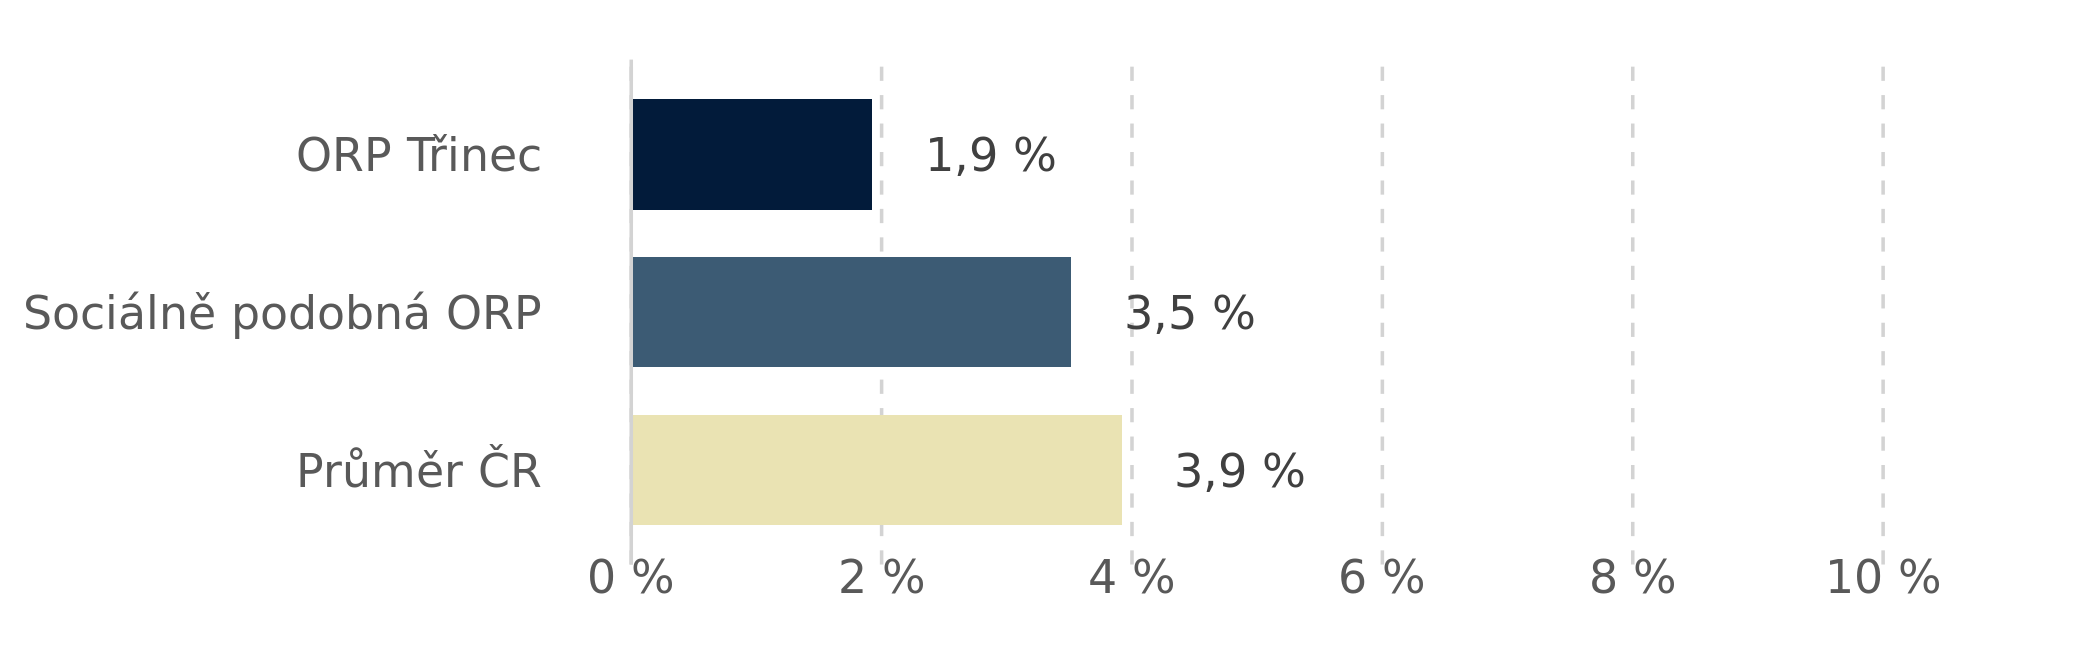 ORP Třinec 1,9 %
Sociálně podobná ORP 3,5 %
Průměr ČR 3,9 %
0 % 2 % 4 % 6 % 8 % 10 %